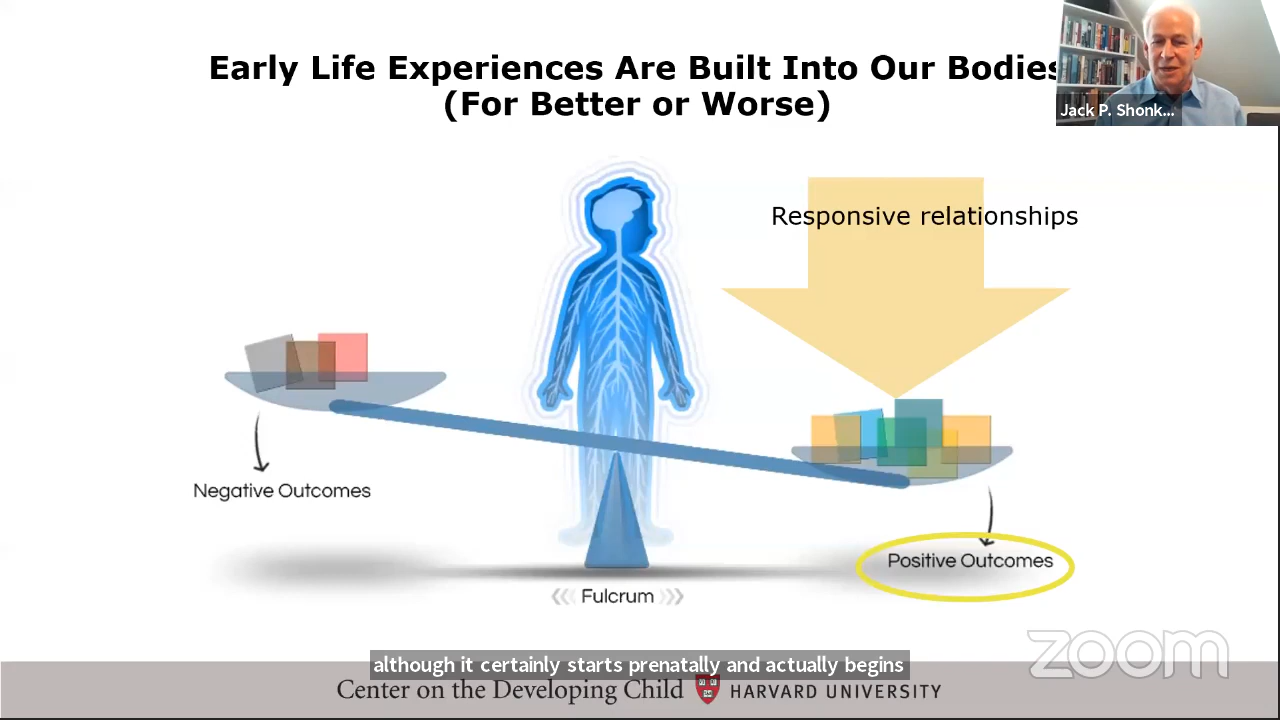 Early Life Experiences Are Built Into Our Bodies
(For Better or Worse)
Jack P. Shonk...
Responsive relationships
Negative Outcomes
Positive Outcomes
Fulcrum
zoom
although it certainly starts prenatally and actually begins
Center on the Developing Child HARVARD UNIVERSITY